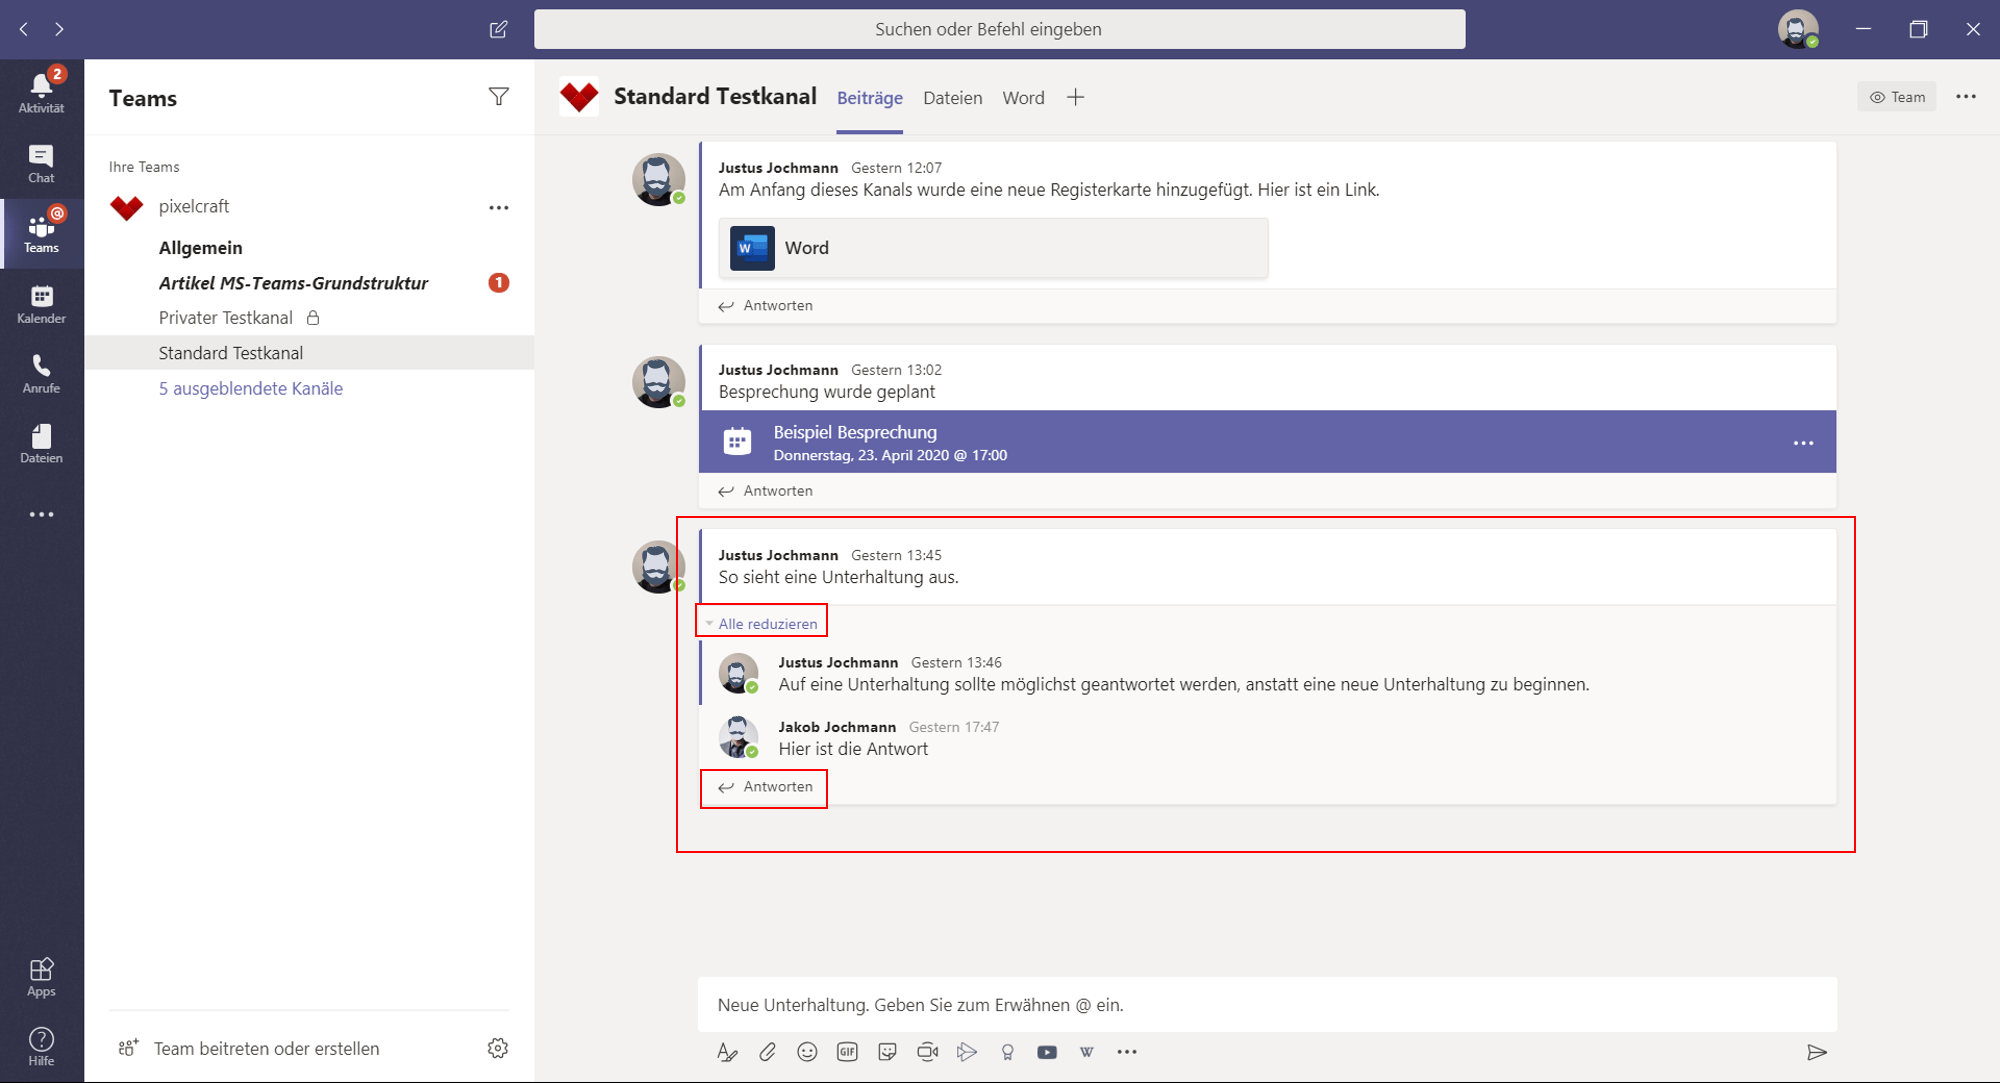 Suchen oder Befehl eingeben
2
Aktivität
Chat
@
Teams
Kalender
Anrufe
Dateien
Apps
Hilfe
Teams
Ihre Teams
pixelcraft
Allgemein
Artikel MS-Teams-Grundstruktur 1
Privater Testkanal
Standard Testkanal
5 ausgeblendete Kanäle
Team beitreten oder erstellen
Standard Testkanal Beiträge Dateien Word
Team
Justus Jochmann Gestern 12:07
Am Anfang dieses Kanals wurde eine neue Registerkarte hinzugefügt. Hier ist ein Link.
W Word
Antworten
Justus Jochmann Gestern 13:02
Besprechung wurde geplant
Beispiel Besprechung
Donnerstag, 23. April 2020 @ 17:00
Antworten
Justus Jochmann Gestern 13:45
So sieht eine Unterhaltung aus.
Alle reduzieren
Justus Jochmann Gestern 13:46
Auf eine Unterhaltung sollte möglichst geantwortet werden, anstatt eine neue Unterhaltung zu beginnen.
Jakob Jochmann Gestern 17:47
Hier ist die Antwort
Antworten
Neue Unterhaltung. Geben Sie zum Erwähnen @ ein.
GIF
W